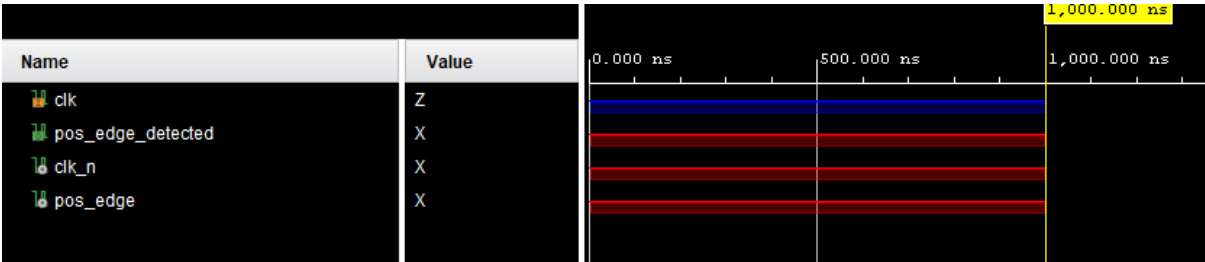 1,000.000 ns
Name Value
0.000 ns 500.000 ns 1,000.000 ns
clk Z
pos_edge_detected X
clk_n X
pos_edge X